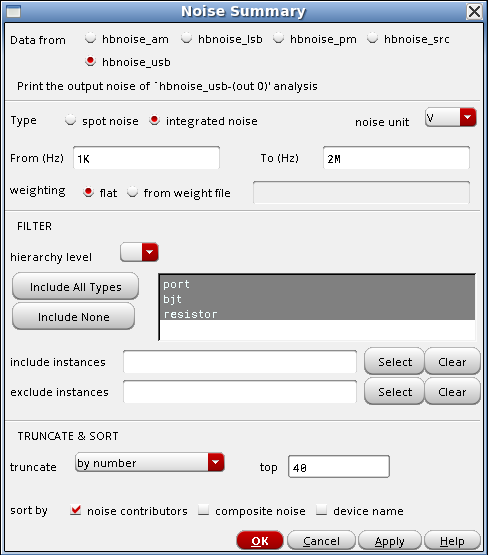 Noise Summary
Data from hbnoise_am hbnoise_lsb hbnoise_pm hbnoise_src
hbnoise_usb
Print the output noise of `hbnoise_usb-(out 0)' analysis
Type spot noise integrated noise noise unit V
From (Hz) 1K To (Hz) 2M
weighting flat from weight file
FILTER
hierarchy level
Include All Types
Include None
port
bjt
resistor
include instances Select Clear
exclude instances Select Clear
TRUNCATE & SORT
truncate by number top 40
sort by noise contributors composite noise device name
OK Cancel Apply Help